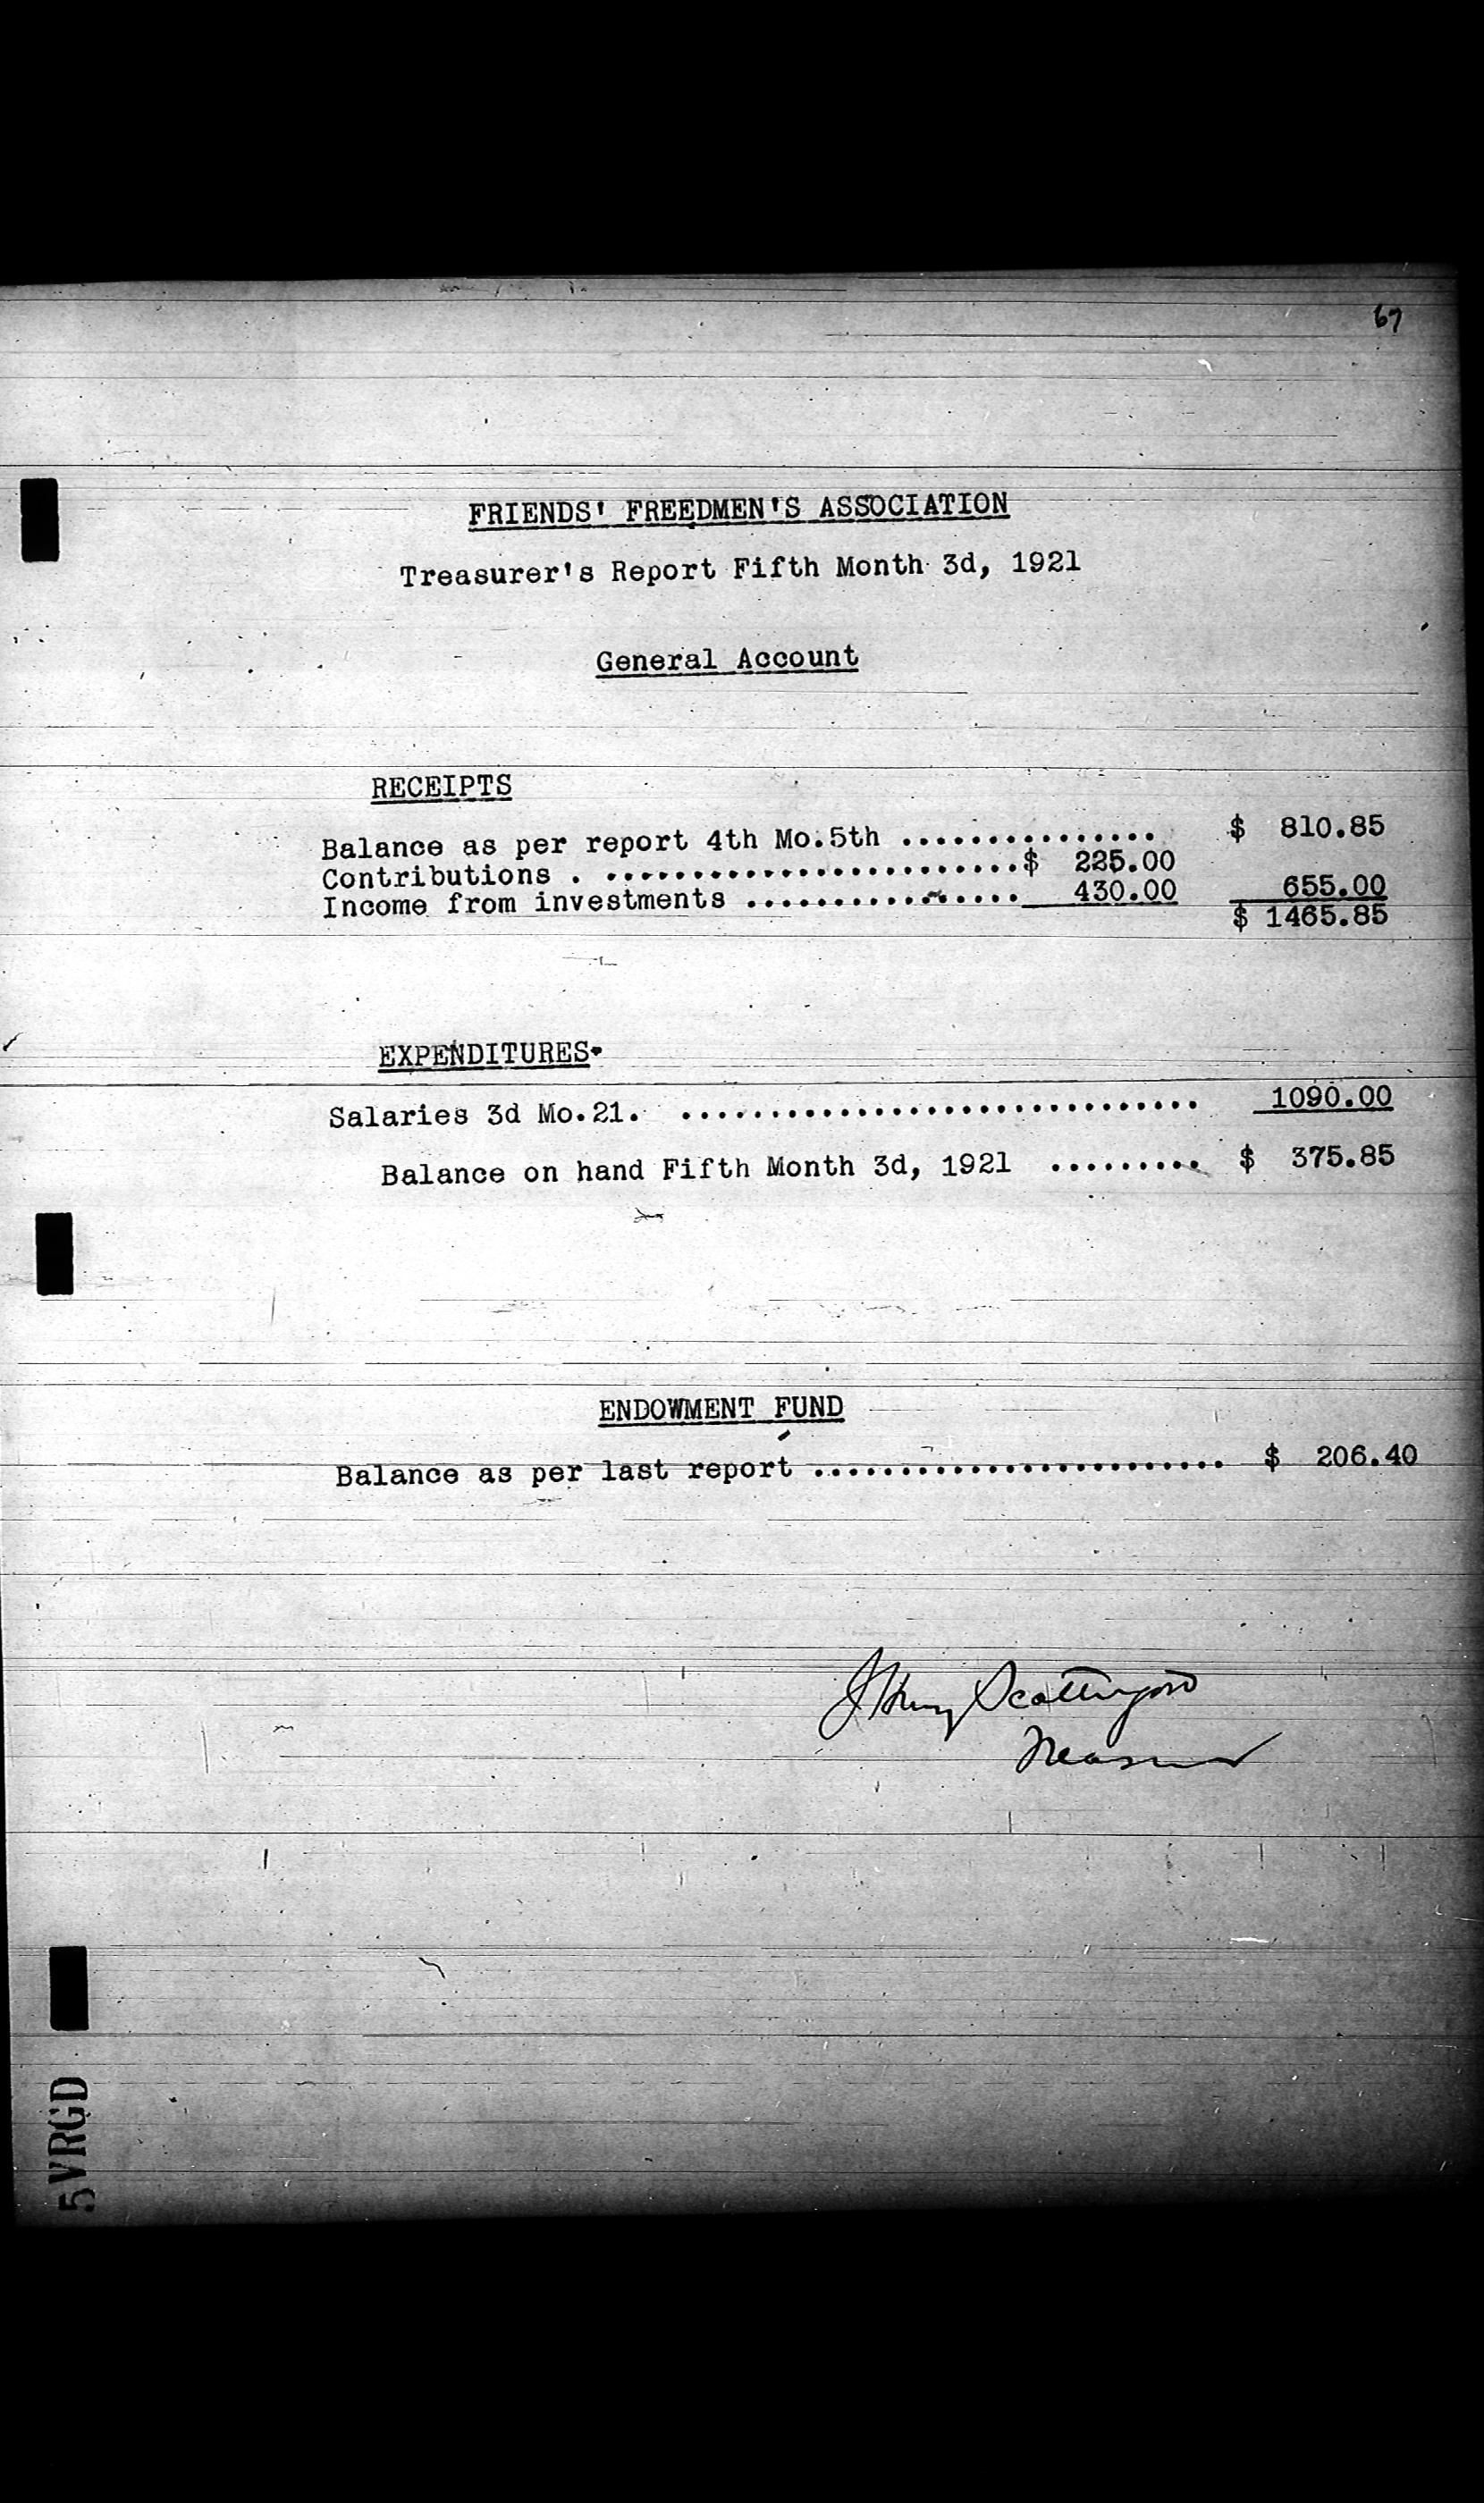 67
FRIENDS' FREEDMEN'S ASSOCIATION
Treasurer's Report Fifth Month 3d, 1921
General Account
RECEIPTS
Balance as per report 4th Mo.5th ............... $ 810.85
Contributions . ........................$ 225.00
Income from investments ................ 430.00 655.00
$ 1465.85
EXPENDITURES.
Salaries 3d Mo.21. ............................... 1090.00
Balance on hand Fifth Month 3d, 1921 ......... $ 375.85
ENDOWMENT FUND
Balance as per last report ........................ $ 206.40
J Henry Scattergood
Treasurer
5VRGD